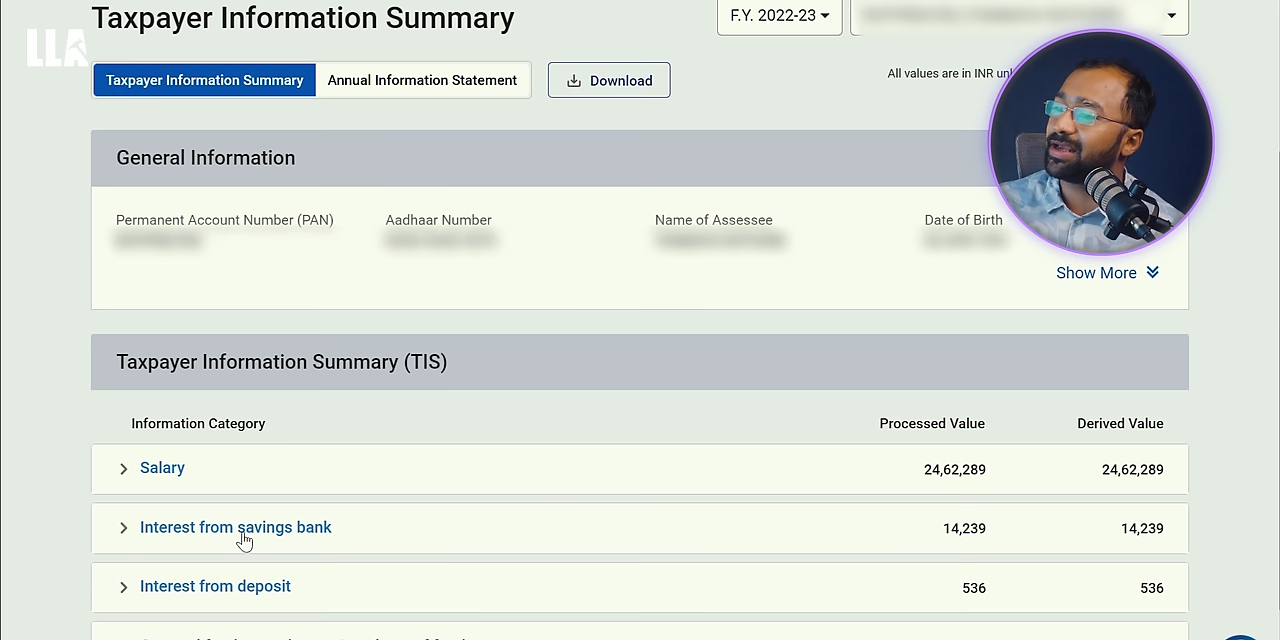 Taxpayer Information Summary
F.Y. 2022-23
LLA
Taxpayer Information Summary
Annual Information Statement
Download
All values are in INR
General Information
Permanent Account Number (PAN)
Aadhaar Number
Name of Assessee
Date of Birth
Show More
Taxpayer Information Summary (TIS)
Information Category
Processed Value
Derived Value
Salary
24,62,289
24,62,289
Interest from savings bank
14,239
14,239
Interest from deposit
536
536